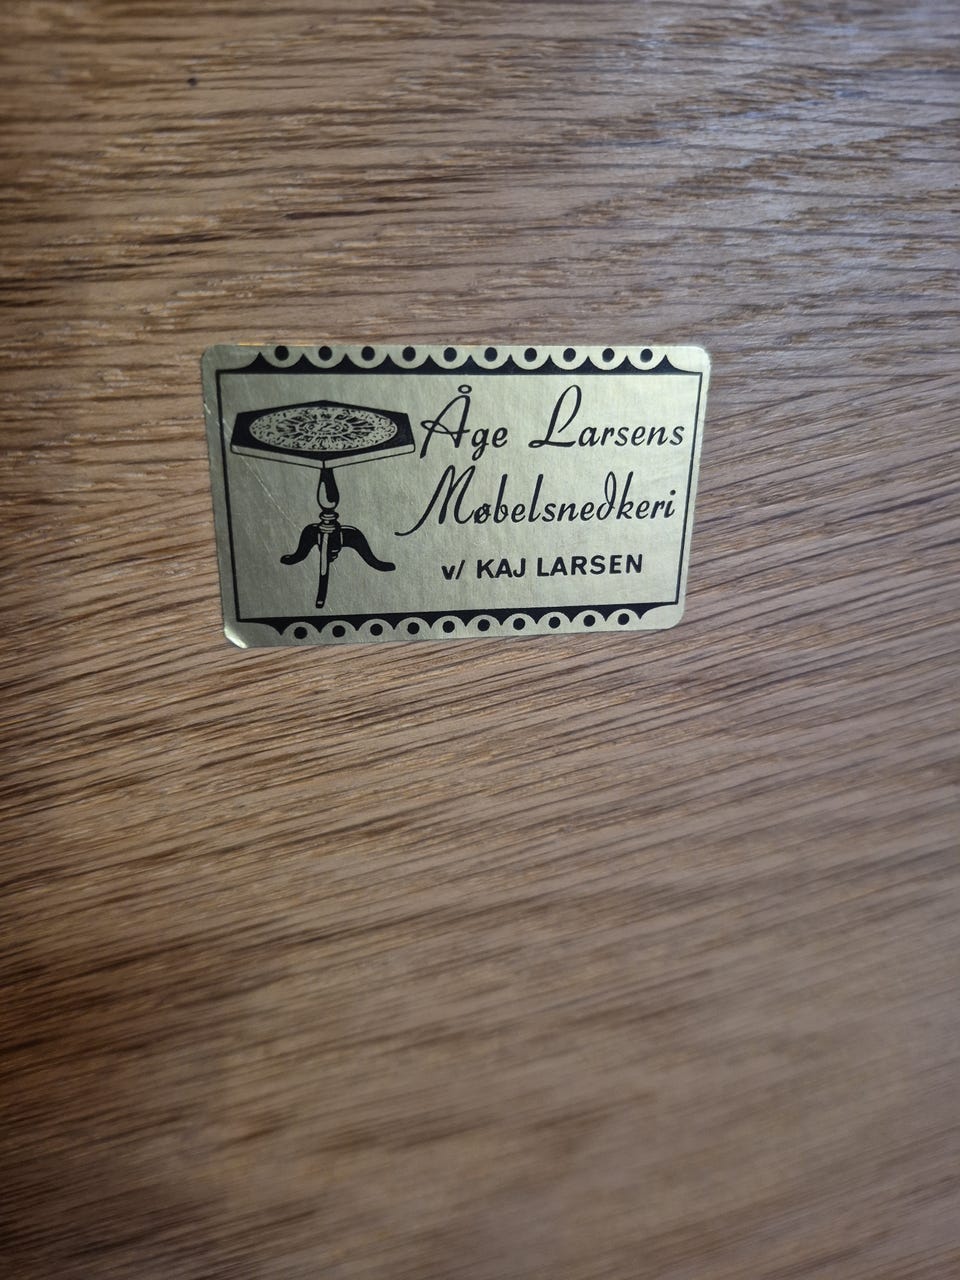 Åge Larsens
Møbelsnedkeri
v/ KAJ LARSEN